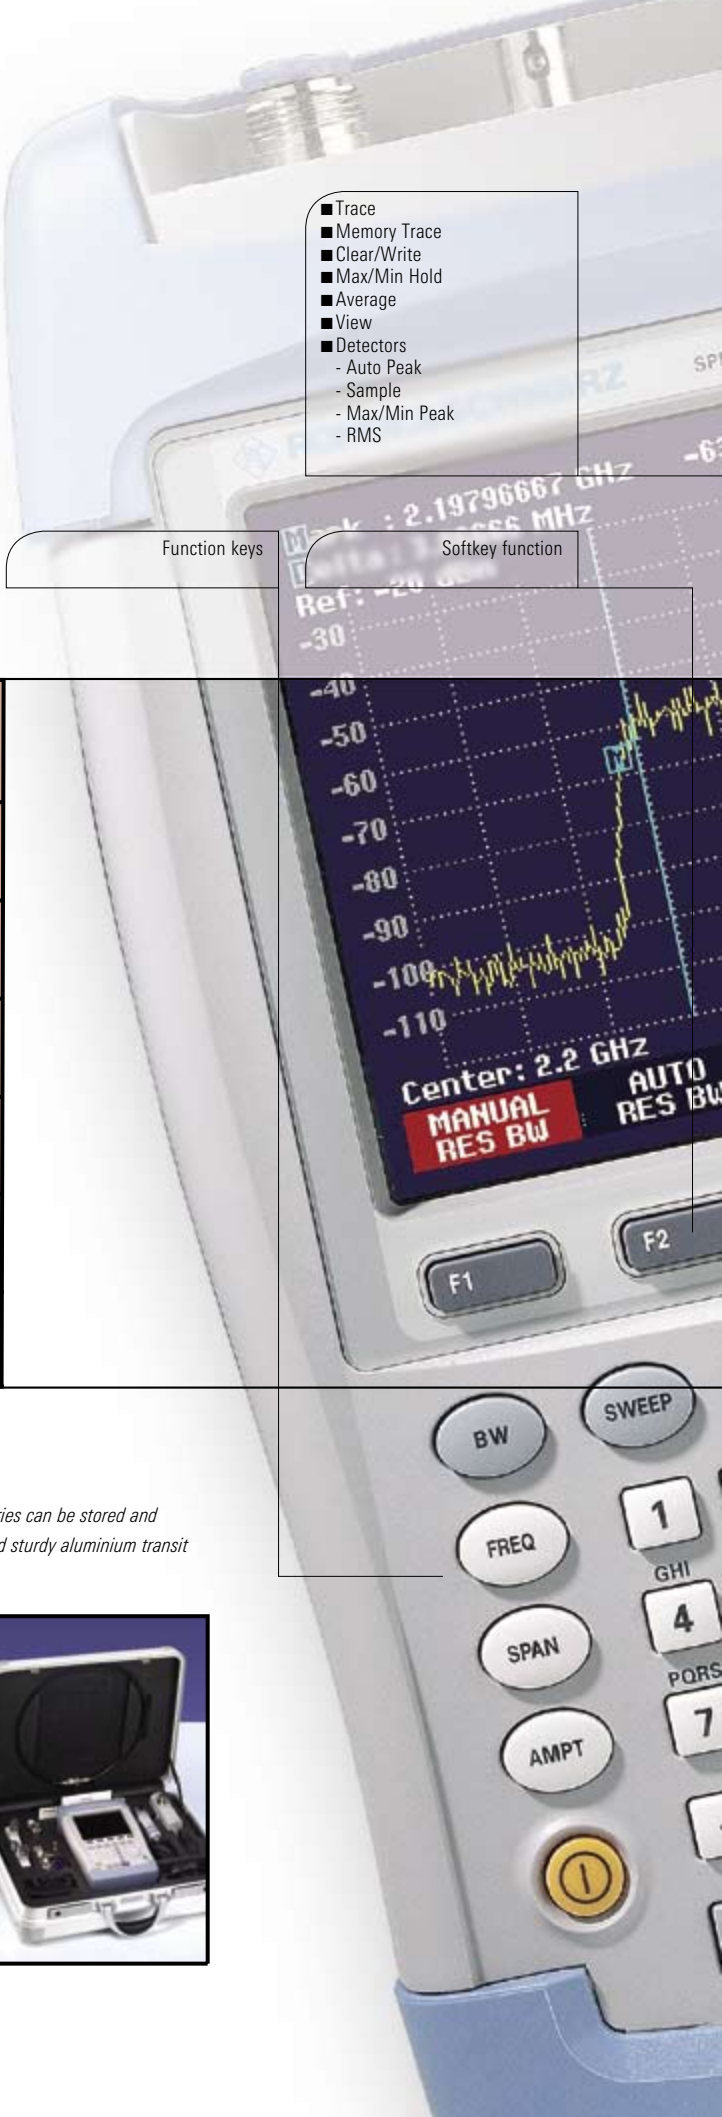 ■ Trace
■ Memory Trace
■ Clear/Write
■ Max/Min Hold
■ Average
■ View
■ Detectors
- Auto Peak
- Sample
- Max/Min Peak
- RMS
Function keys
Softkey function
: 2.19796667 GHz
MHz
Ref: -20 dBm
-30
-40
-50
-60
-70
-80
-90
-100
-110
Center: 2.2 GHz
MANUAL AUTO
RES BW RES BW
F1 F2
BW SWEEP
FREQ 1
GHI
SPAN 4
PQRS
AMPT 7
ies can be stored and
d sturdy aluminium transit